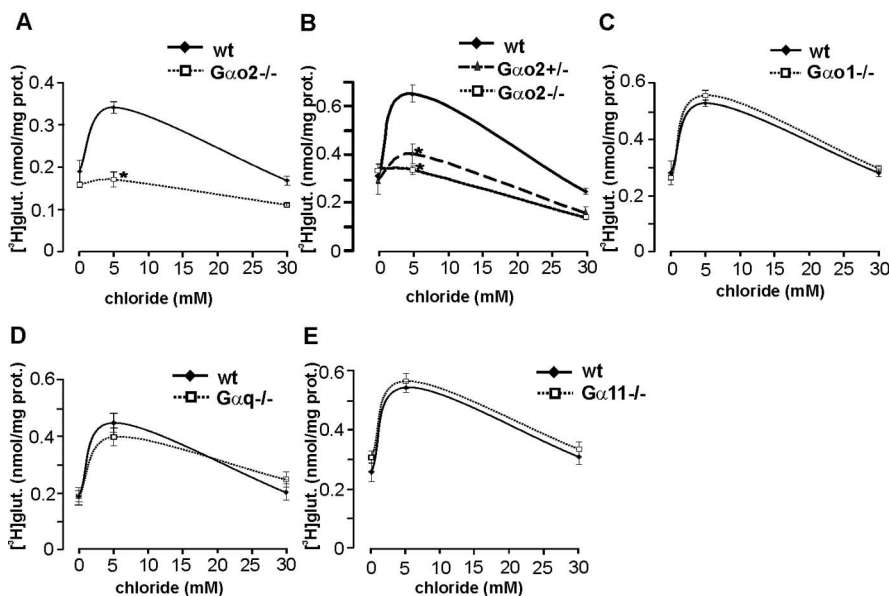 A
wt
Gαo2-/-
[³H]glut. (nmol/mg prot.)
0.4
0.3
0.2
0.1
0
0 5 10 15 20 25 30
chloride (mM)
*
B
wt
Gαo2+/-
Gαo2-/-
[³H]glut. (nmol/mg prot.)
0.6
0.4
0.2
0
0 5 10 15 20 25 30
chloride (mM)
*
*
C
wt
Gαo1-/-
[³H]glut. (nmol/mg prot.)
0.6
0.4
0.2
0
0 5 10 15 20 25 30
chloride (mM)
D
wt
Gαq-/-
[³H]glut. (nmol/mg prot.)
0.6
0.4
0.2
0
0 5 10 15 20 25 30
chloride (mM)
E
wt
Gα11-/-
[³H]glut. (nmol/mg prot.)
0.6
0.4
0.2
0
0 5 10 15 20 25 30
chloride (mM)